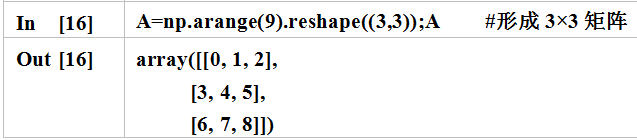 In [16] A=np.arange(9).reshape((3,3));A #形成 3×3 矩阵
Out [16] array([[0, 1, 2],
[3, 4, 5],
[6, 7, 8]])